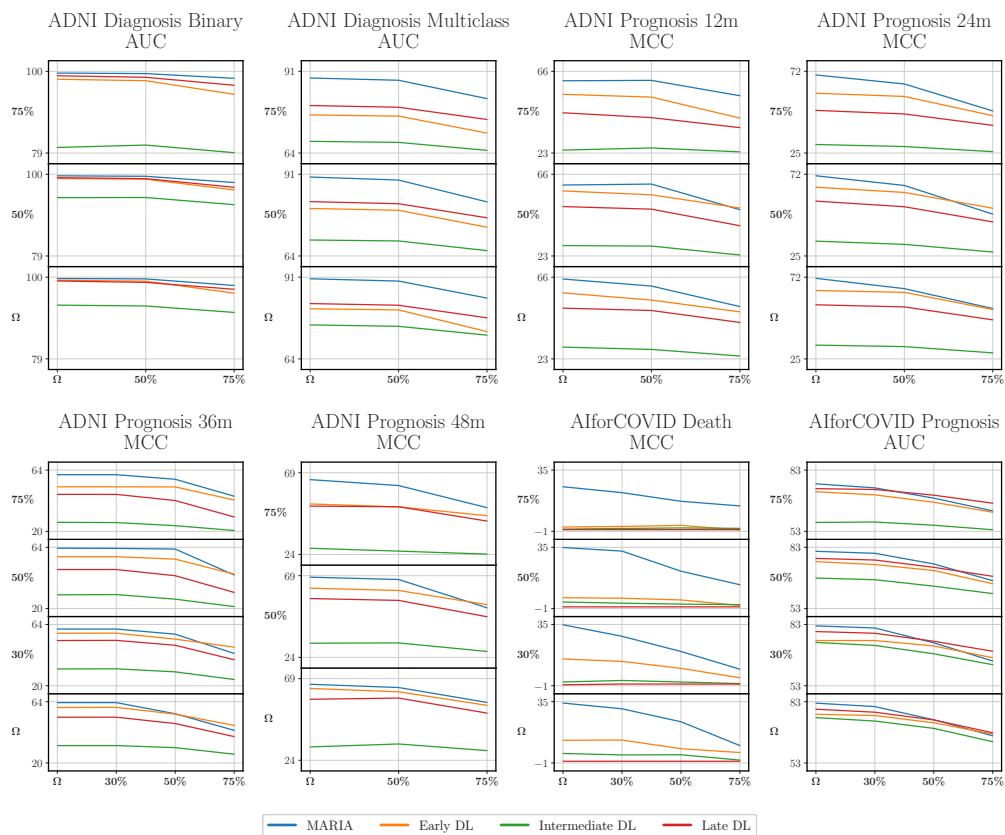 ADNI Diagnosis Binary
AUC
ADNI Diagnosis Multiclass
AUC
ADNI Prognosis 12m
MCC
ADNI Prognosis 24m
MCC
100
75%
79
100
50%
79
100
Ω
79
Ω 50% 75%
91
75%
64
91
50%
64
91
Ω
64
Ω 50% 75%
66
75%
23
66
50%
23
66
Ω
23
Ω 50% 75%
72
75%
25
72
50%
25
72
Ω
25
Ω 50% 75%
ADNI Prognosis 36m
MCC
ADNI Prognosis 48m
MCC
AIforCOVID Death
MCC
AIforCOVID Prognosis
AUC
64
75%
20
64
50%
20
64
30%
20
64
Ω
20
Ω 30% 50% 75%
69
75%
24
69
50%
24
69
Ω
24
Ω 50% 75%
35
75%
−1
35
50%
−1
35
30%
−1
35
Ω
−1
Ω 30% 50% 75%
83
75%
53
83
50%
53
83
30%
53
83
Ω
53
Ω 30% 50% 75%
MARIA Early DL Intermediate DL Late DL